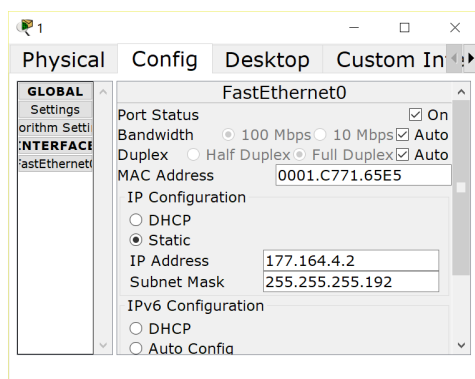 1
Physical Config Desktop Custom In
GLOBAL
Settings
orithm Setti
INTERFACE
FastEthernet
FastEthernet0
Port Status On
Bandwidth 100 Mbps 10 Mbps Auto
Duplex Half Duplex Full Duplex Auto
MAC Address 0001.C771.65E5
IP Configuration
DHCP
Static
IP Address 177.164.4.2
Subnet Mask 255.255.255.192
IPv6 Configuration
DHCP
Auto Config